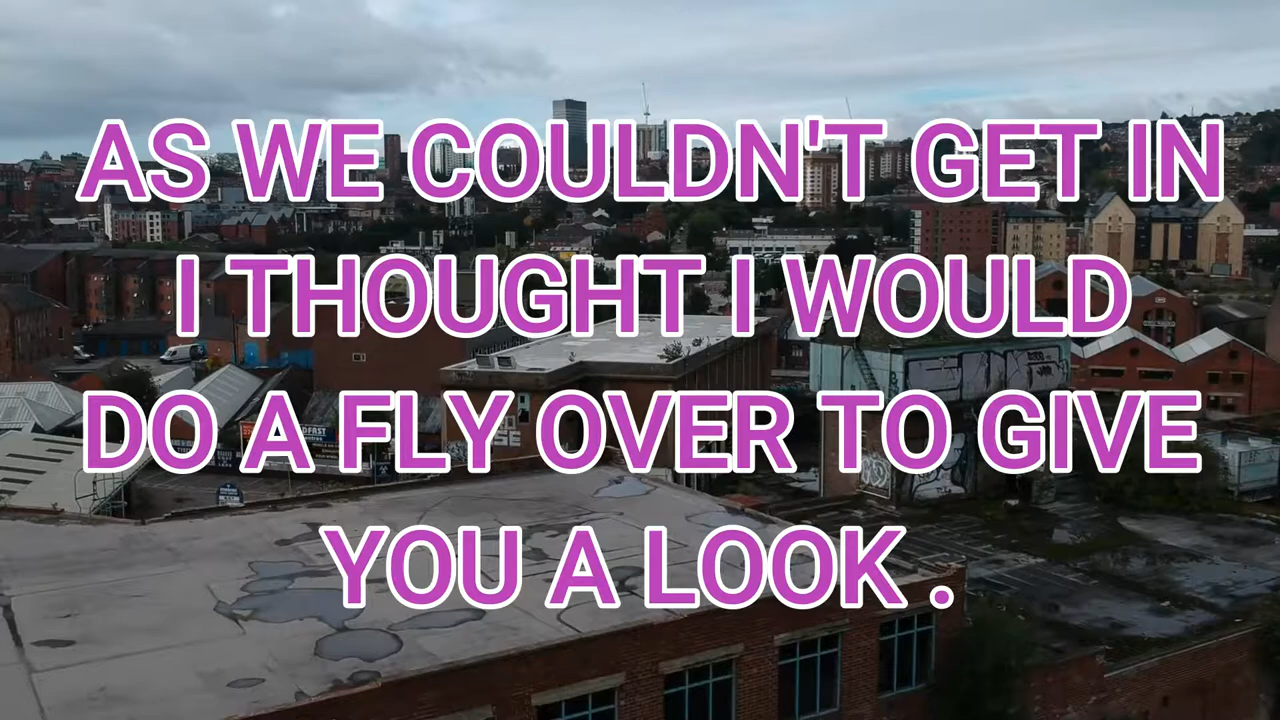 AS WE COULDN'T GET IN
I THOUGHT I WOULD
DO A FLY OVER TO GIVE
YOU A LOOK .